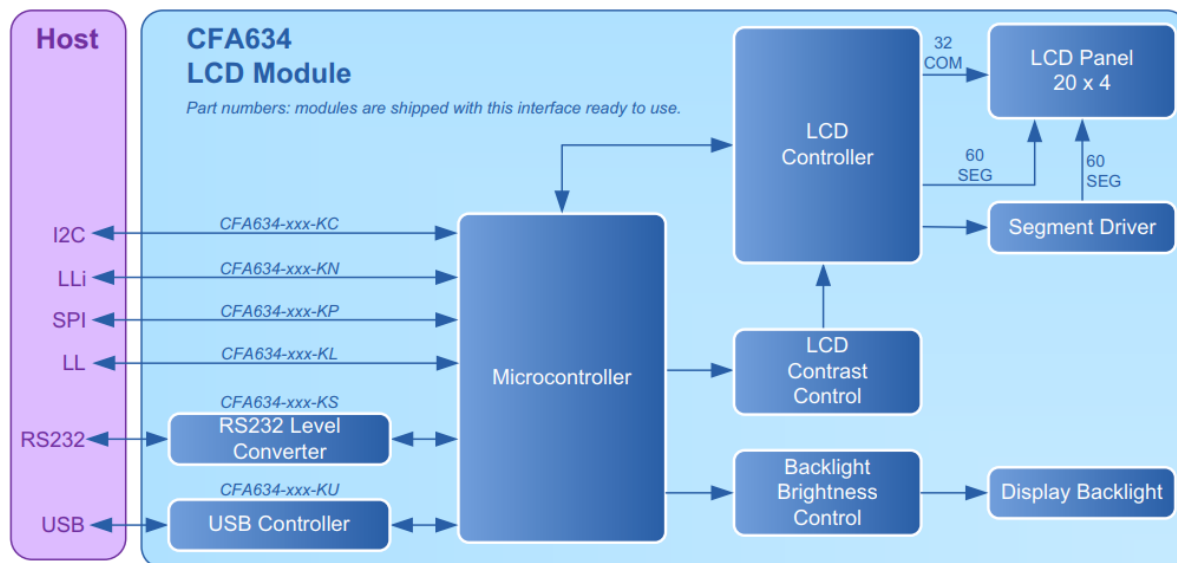 Host
CFA634
LCD Module
Part numbers: modules are shipped with this interface ready to use.
I2C
CFA634-xxx-KC
LLi
CFA634-xxx-KN
SPI
CFA634-xxx-KP
LL
CFA634-xxx-KL
RS232
CFA634-xxx-KS
RS232 Level
Converter
USB
CFA634-xxx-KU
USB Controller
Microcontroller
LCD
Controller
32
COM
LCD Panel
20 x 4
60
SEG
60
SEG
Segment Driver
LCD
Contrast
Control
Backlight
Brightness
Control
Display Backlight